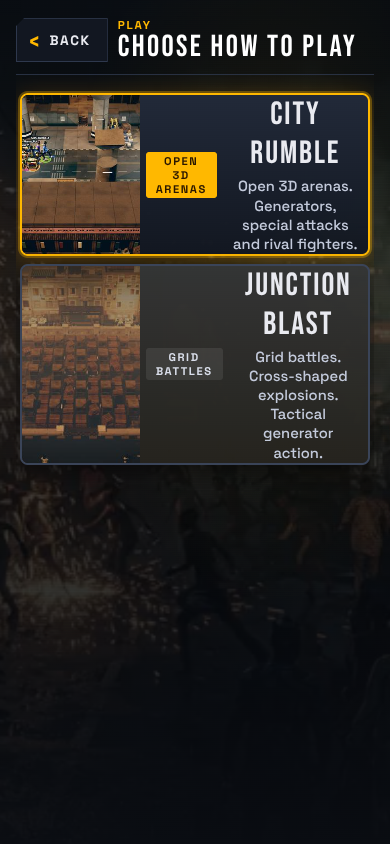 < BACK
PLAY
CHOOSE HOW TO PLAY
OPEN
3D
ARENAS
CITY
RUMBLE
Open 3D arenas.
Generators,
special attacks
and rival fighters.
GRID
BATTLES
JUNCTION
BLAST
Grid battles.
Cross-shaped
explosions.
Tactical
generator
action.